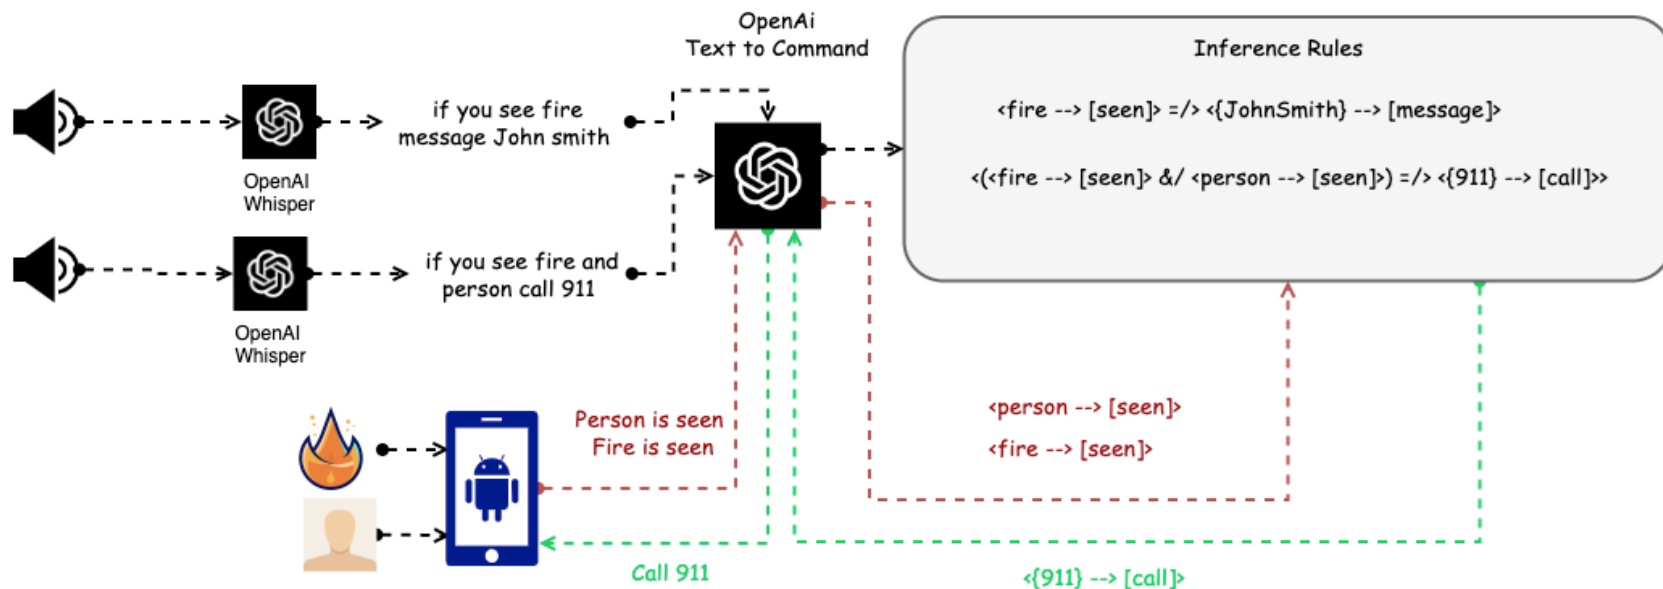 OpenAi
Text to Command
Inference Rules
if you see fire
message John smith
<fire --> [seen]> =/> <{JohnSmith} --> [message]>
OpenAI
Whisper
<(<fire --> [seen]> &/ <person --> [seen]>) =/> <{911} --> [call]>>
if you see fire and
person call 911
OpenAI
Whisper
Person is seen
Fire is seen
<person --> [seen]>
<fire --> [seen]>
Call 911
<{911} --> [call]>